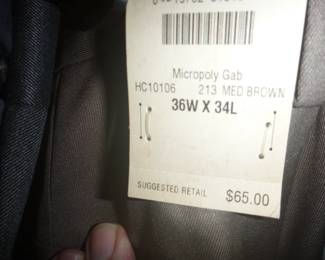 Micropoly Gab
HC10106 213 MED BROWN
36W X 34L
SUGGESTED RETAIL $65.00